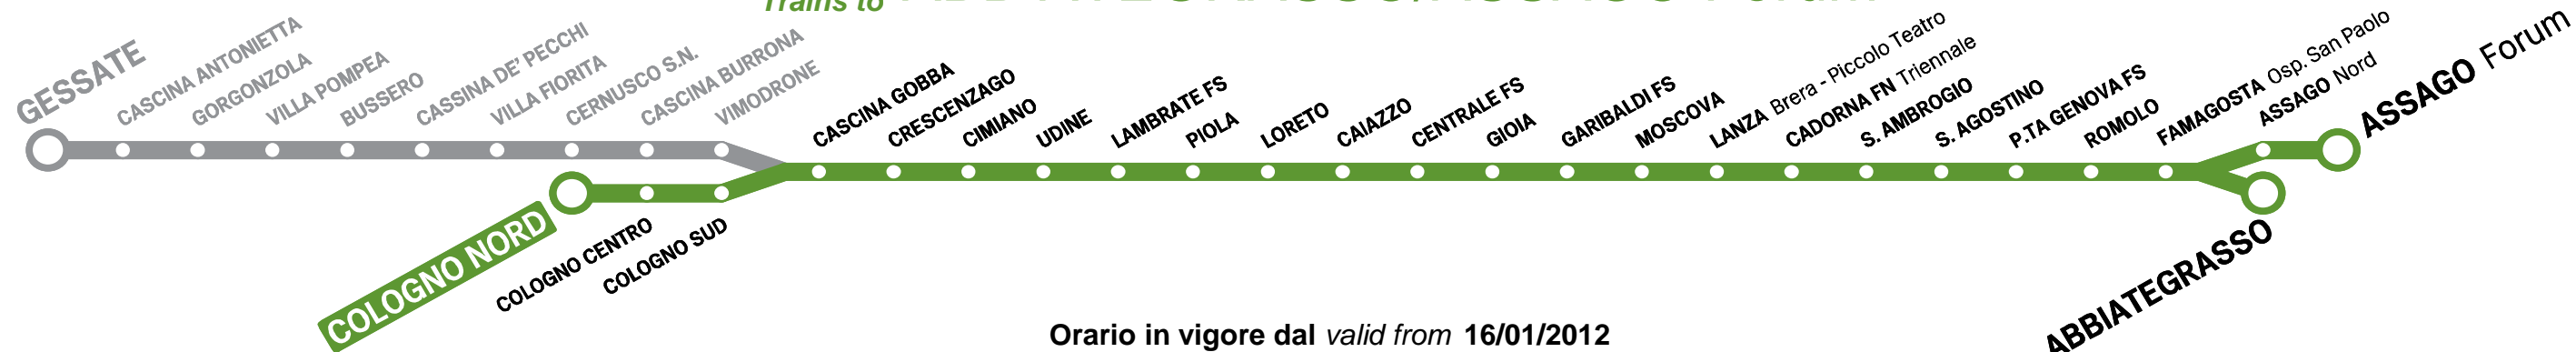 Trains to ABBIATEGRASSO/ASSAGO Forum
GESSATE
CASCINA ANTONIETTA
GORGONZOLA
VILLA POMPEA
BUSSERO
CASSINA DE' PECCHI
VILLA FIORITA
CERNUSCO S.N.
CASCINA BURRONA
VIMODRONE
CASCINA GOBBA
CRESCENZAGO
CIMIANO
UDINE
LAMBRATE FS
PIOLA
LORETO
CAIAZZO
CENTRALE FS
GIOIA
GARIBALDI FS
MOSCOVA
LANZA Brera - Piccolo Teatro
CADORNA FN Triennale
S. AMBROGIO
S. AGOSTINO
P.TA GENOVA FS
ROMOLO
FAMAGOSTA Osp. San Paolo
ASSAGO Nord
ASSAGO Forum
COLOGNO NORD
COLOGNO CENTRO
COLOGNO SUD
ABBIATEGRASSO
Orario in vigore dal valid from 16/01/2012